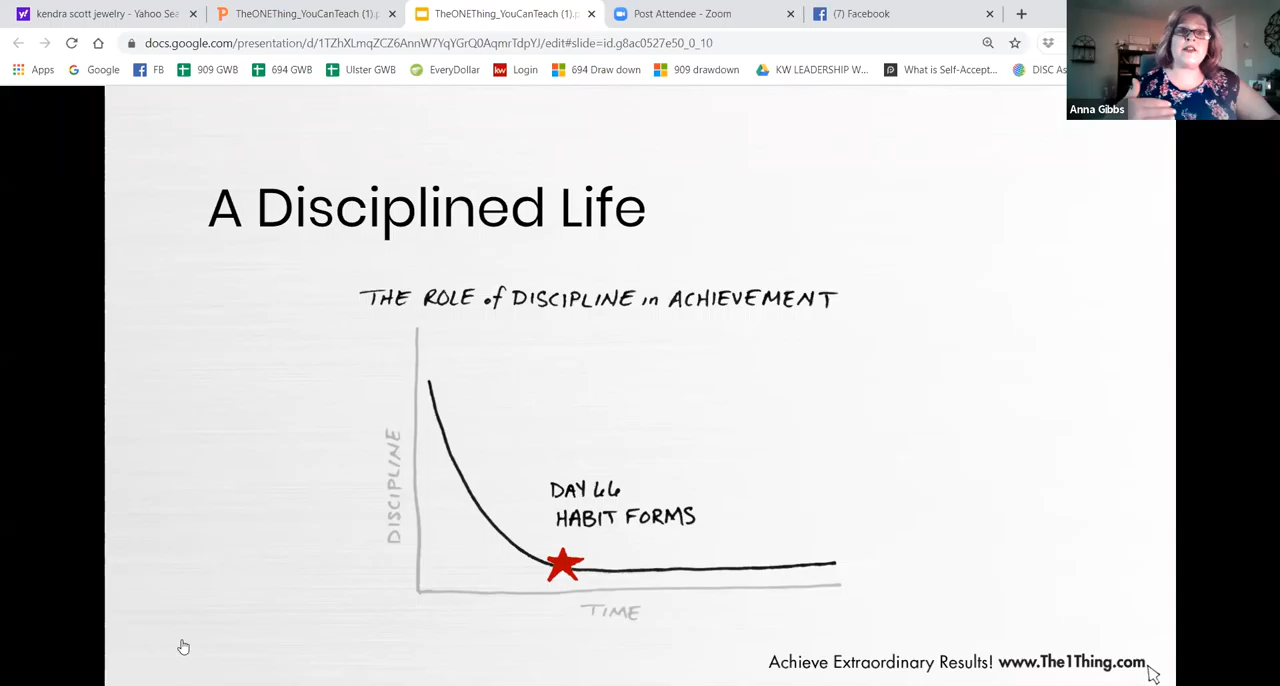 kendra scott jewelry - Yahoo Sea
TheONEThing_YouCanTeach (1).p
TheONEThing_YouCanTeach (1).p
Post Attendee - Zoom
(7) Facebook
docs.google.com/presentation/d/1TZhXLmqZCZ6AnnW7YqYGrQ0AqmrTdpYJ/edit#slide=id.g8ac0527e50_0_10
Apps
Google
FB
909 GWB
694 GWB
Ulster GWB
EveryDollar
kw
Login
694 Draw down
909 drawdown
KW LEADERSHIP W...
What is Self-Accept...
DISC As
Anna Gibbs
A Disciplined Life
THE ROLE of DISCIPLINE in ACHIEVEMENT
DISCIPLINE
DAY 66
HABIT FORMS
TIME
Achieve Extraordinary Results! www.The1Thing.com